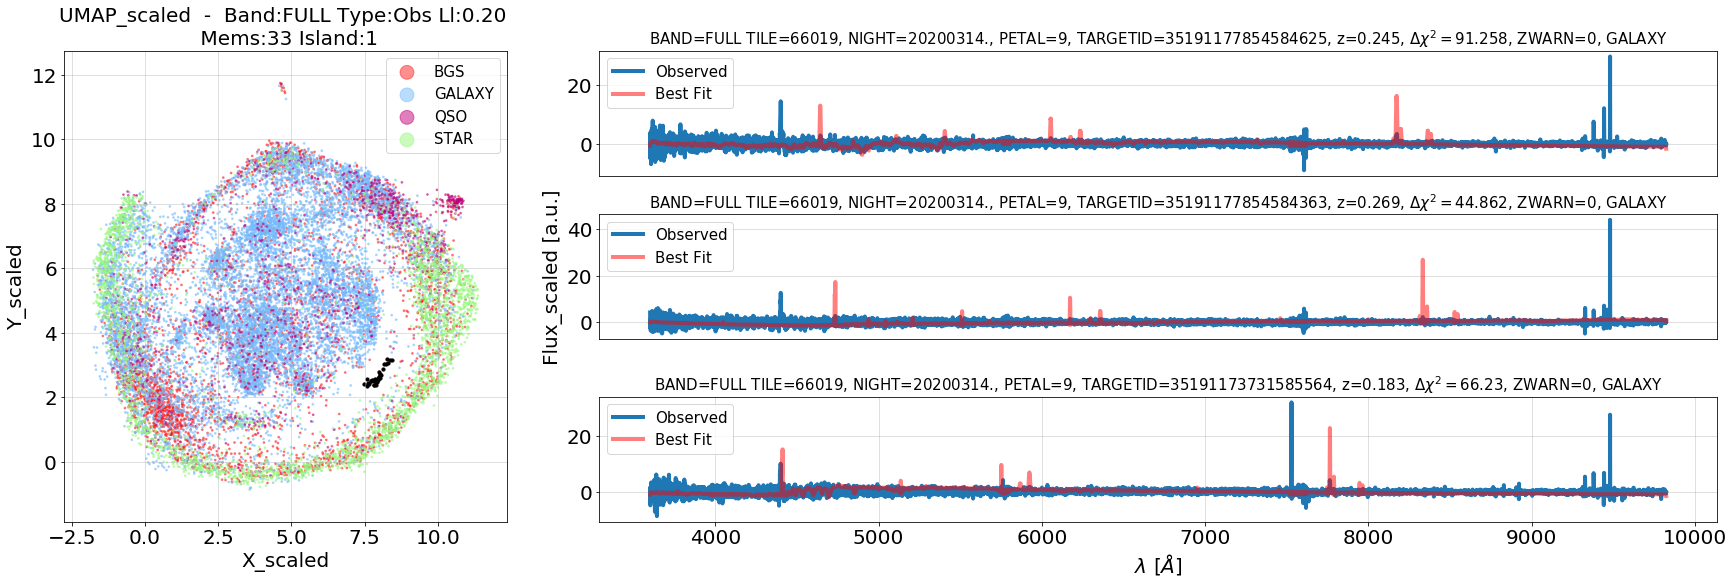 UMAP_scaled - Band:FULL Type:Obs Ll:0.20
Mems:33 Island:1
BGS
GALAXY
QSO
STAR
Y_scaled
12
10
8
6
4
2
0
−2.5 0.0 2.5 5.0 7.5 10.0
X_scaled
BAND=FULL TILE=66019, NIGHT=20200314., PETAL=9, TARGETID=35191177854584625, z=0.245, Δχ² = 91.258, ZWARN=0, GALAXY
Observed
Best Fit
20
0
Flux_scaled [a.u.]
BAND=FULL TILE=66019, NIGHT=20200314., PETAL=9, TARGETID=35191177854584363, z=0.269, Δχ² = 44.862, ZWARN=0, GALAXY
Observed
Best Fit
40
20
0
BAND=FULL TILE=66019, NIGHT=20200314., PETAL=9, TARGETID=35191173731585564, z=0.183, Δχ² = 66.23, ZWARN=0, GALAXY
Observed
Best Fit
20
0
4000 5000 6000 7000 8000 9000 10000
λ [Å]